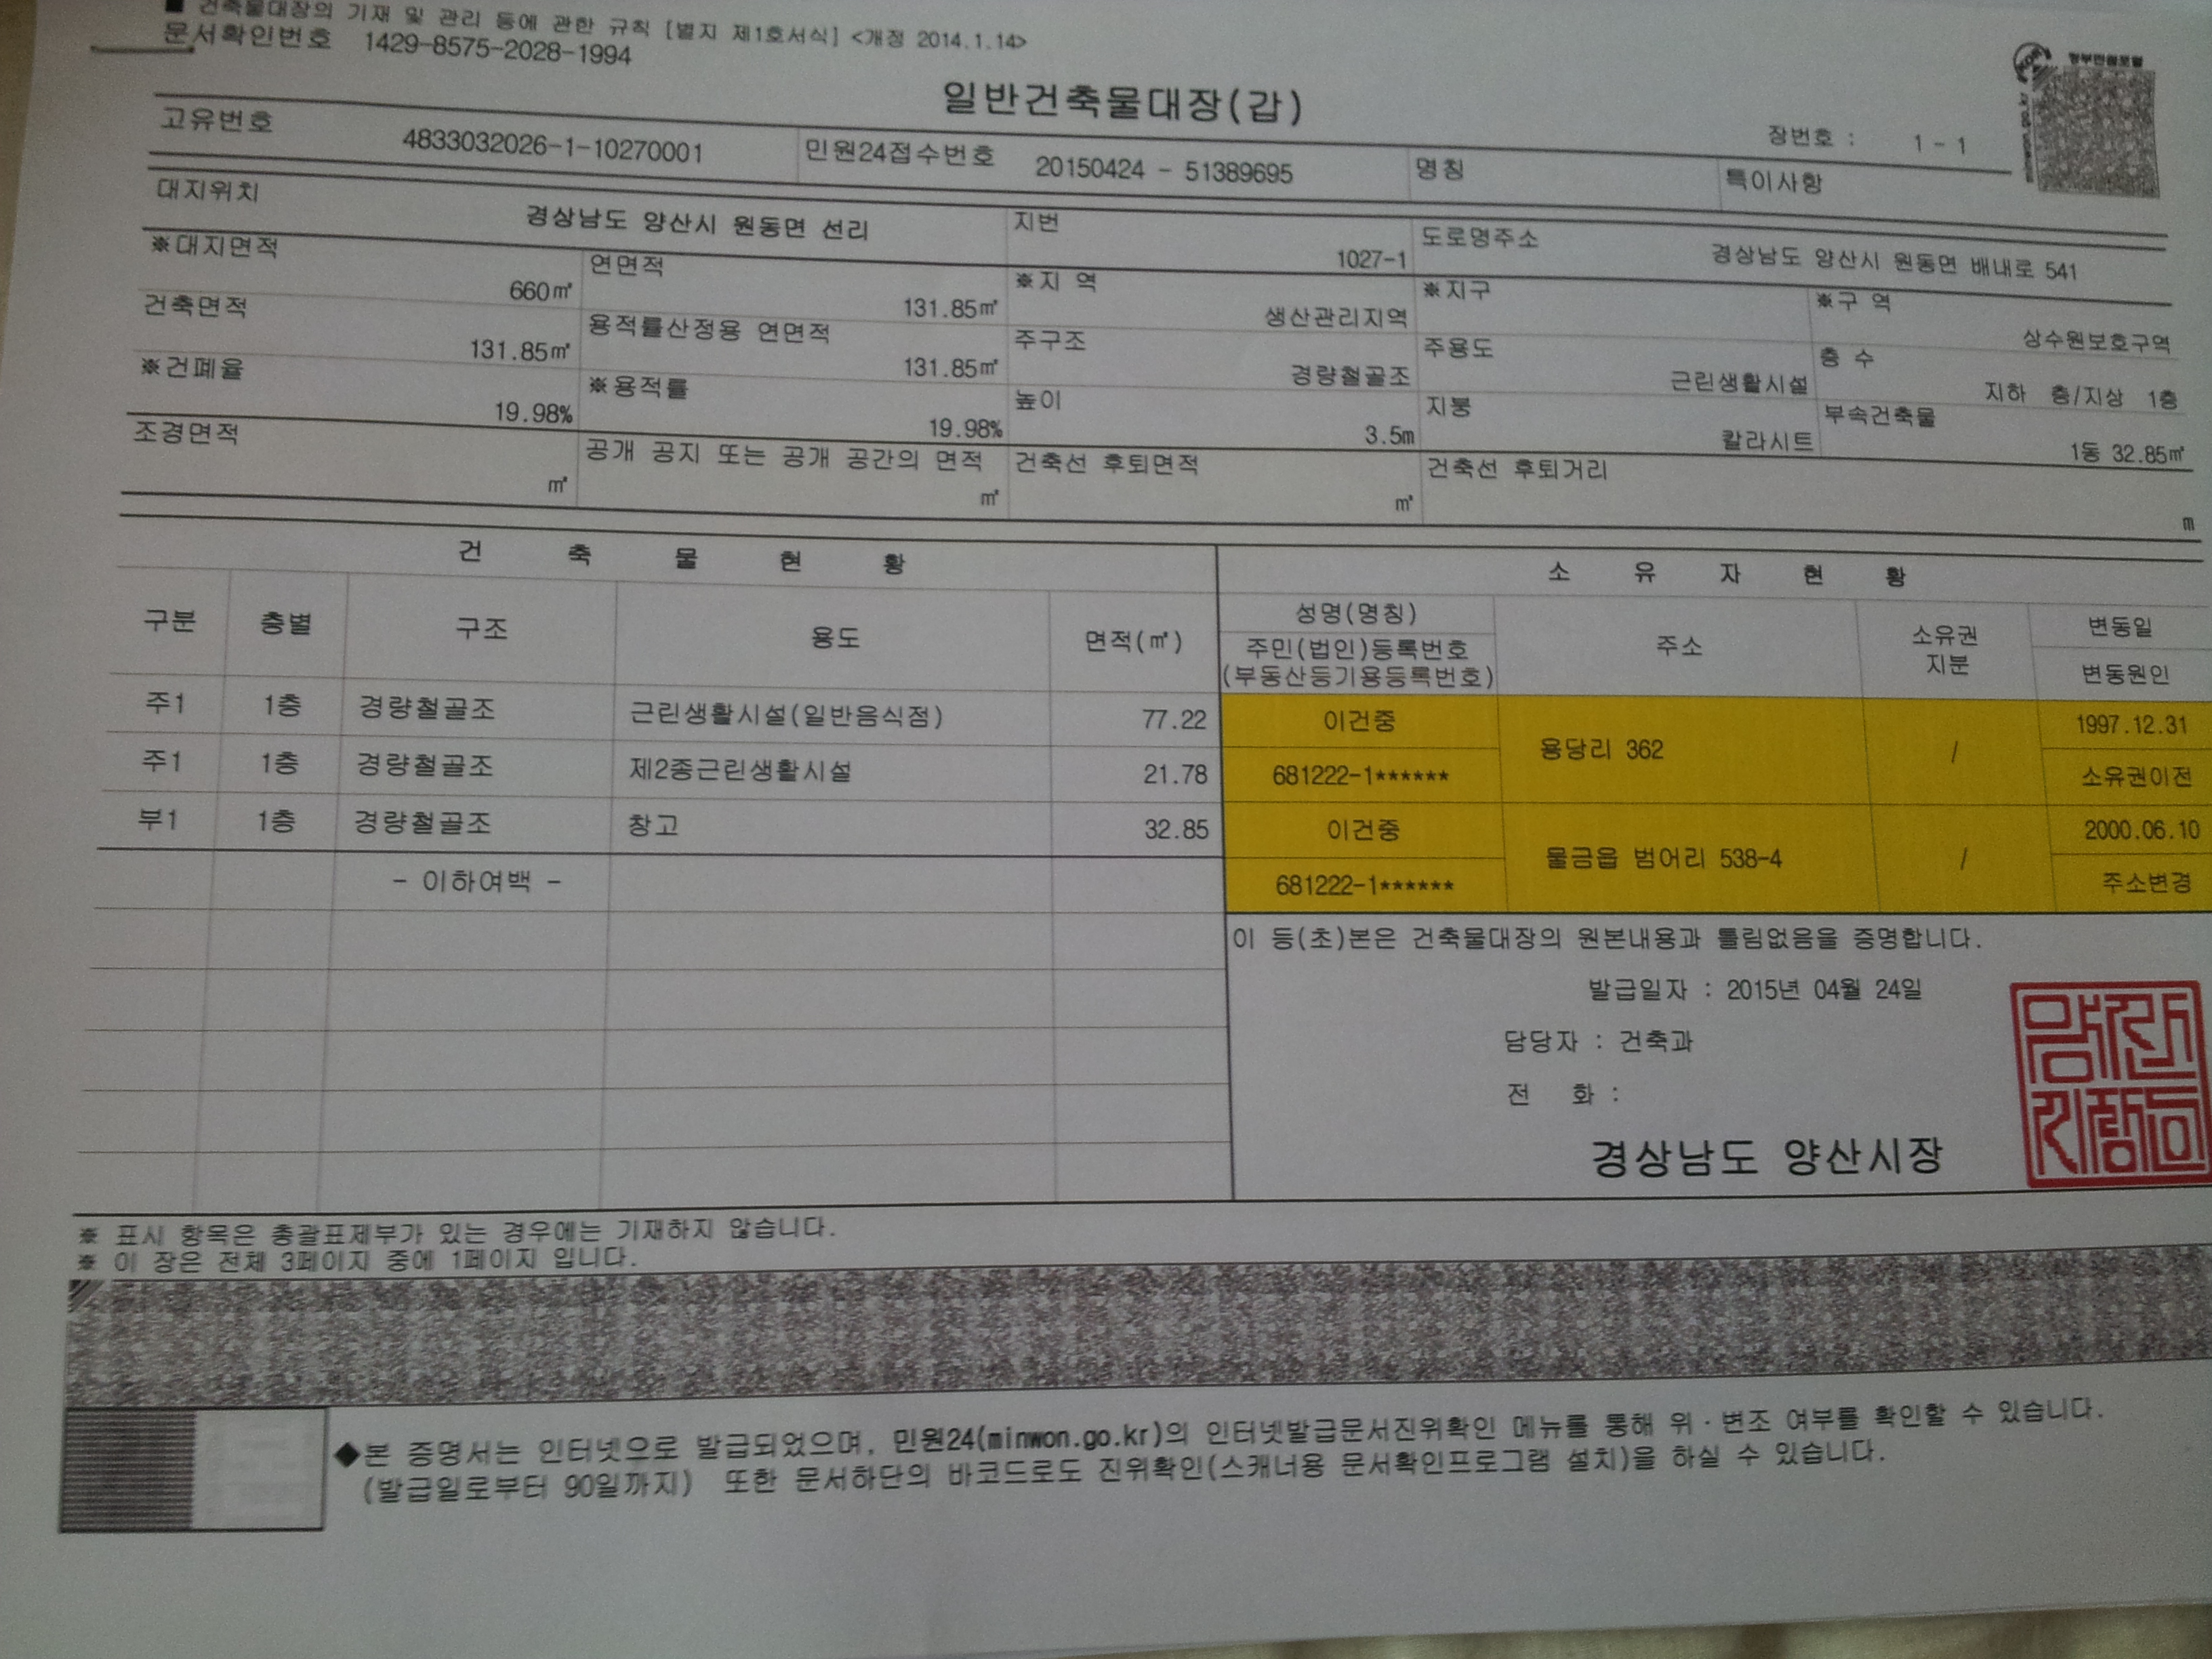 ■ 건축물대장의 기재 및 관리 등에 관한 규칙 [별지 제1호서식] <개정 2014.1.14>
문서확인번호 1429-8575-2028-1994
일반건축물대장(갑)
장번호 : 1 - 1
고유번호 4833032026-1-10270001 민원24접수번호 20150424 - 51389695 명칭 특이사항
대지위치 경상남도 양산시 원동면 선리 지번 1027-1 도로명주소 경상남도 양산시 원동면 배내로 541
※대지면적 660㎡ 연면적 131.85㎡ ※지 역 생산관리지역 ※지구 ※구 역 상수원보호구역
건축면적 131.85㎡ 용적률산정용 연면적 131.85㎡ 주구조 경량철골조 주용도 근린생활시설 층 수 지하 층/지상 1층
※건폐율 19.98% ※용적률 19.98% 높이 3.5m 지붕 칼라시트 부속건축물 1동 32.85㎡
조경면적 ㎡ 공개 공지 또는 공개 공간의 면적 ㎡ 건축선 후퇴면적 ㎡ 건축선 후퇴거리 m
건 축 물 현 황
구분 층별 구조 용도 면적(㎡)
주1 1층 경량철골조 근린생활시설(일반음식점) 77.22
주1 1층 경량철골조 제2종근린생활시설 21.78
부1 1층 경량철골조 창고 32.85
- 이하여백 -
소 유 자 현 황
성명(명칭)
주민(법인)등록번호
(부동산등기용등록번호)
주소
소유권
지분
변동일
변동원인
이건중 용당리 362 / 1997.12.31
681222-1****** 소유권이전
이건중 물금읍 범어리 538-4 / 2000.06.10
681222-1****** 주소변경
이 등(초)본은 건축물대장의 원본내용과 틀림없음을 증명합니다.
발급일자 : 2015년 04월 24일
담당자 : 건축과
전 화 :
경상남도 양산시장
※ 표시 항목은 총괄표제부가 있는 경우에는 기재하지 않습니다.
※ 이 장은 전체 3페이지 중에 1페이지 입니다.
◆본 증명서는 인터넷으로 발급되었으며, 민원24(minwon.go.kr)의 인터넷발급문서진위확인 메뉴를 통해 위·변조 여부를 확인할 수 있습니다.
(발급일로부터 90일까지) 또한 문서하단의 바코드로도 진위확인(스캐너용 문서확인프로그램 설치)을 하실 수 있습니다.